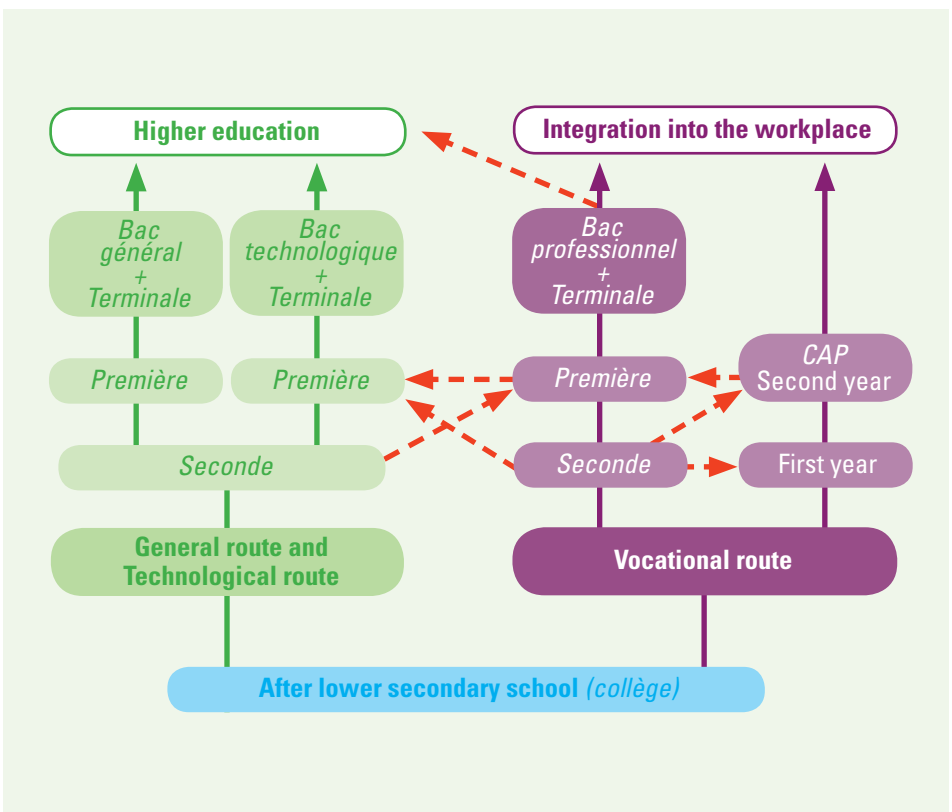 Higher education
Integration into the workplace
Bac
général
+
Terminale
Bac
technologique
+
Terminale
Bac
professionnel
+
Terminale
Première
Première
Première
CAP
Second year
Seconde
Seconde
First year
General route and
Technological route
Vocational route
After lower secondary school (collège)